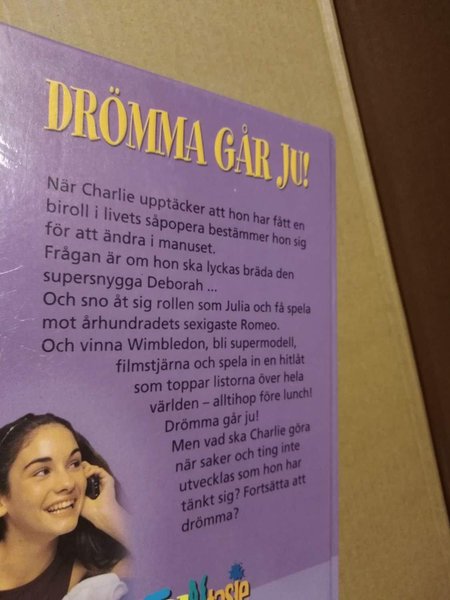 DRÖMMA GÅR JU!
När Charlie upptäcker att hon har fått en
biroll i livets såpopera bestämmer hon sig
för att ändra i manuset.
Frågan är om hon ska lyckas bräda den
supersnygga Deborah ...
Och sno åt sig rollen som Julia och få spela
mot århundradets sexigaste Romeo.
Och vinna Wimbledon, bli supermodell,
filmstjärna och spela in en hitlåt
som toppar listorna över hela
världen – alltihop före lunch!
Drömma går ju!
Men vad ska Charlie göra
när saker och ting inte
utvecklas som hon har
tänkt sig? Fortsätta att
drömma?